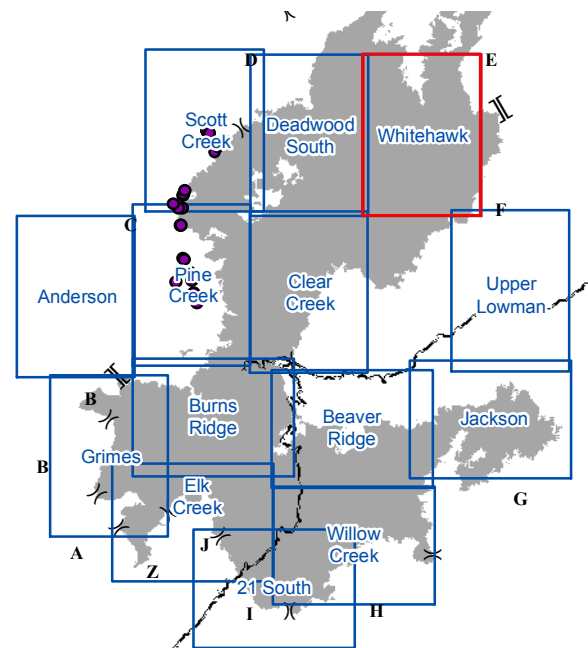 D
E
Scott
Creek
Deadwood
South
Whitehawk
C
F
Anderson
Pine
Creek
Clear
Creek
Upper
Lowman
B
Burns
Ridge
Beaver
Ridge
Jackson
B
Grimes
Elk
Creek
G
A
J
Willow
Creek
Z
21 South
I
H